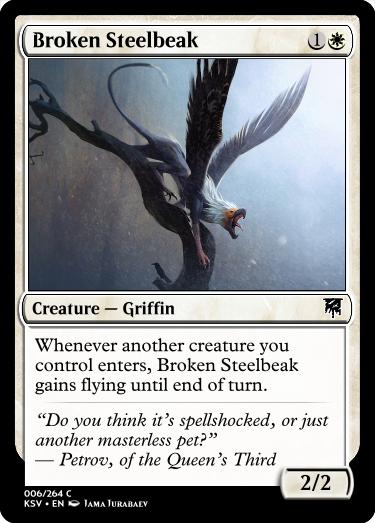 Broken Steelbeak 1
Creature — Griffin
Whenever another creature you
control enters, Broken Steelbeak
gains flying until end of turn.
“Do you think it’s spellshocked, or just
another masterless pet?”
— Petrov, of the Queen’s Third
2/2
006/264 C
KSV • EN Jama Jurabaev